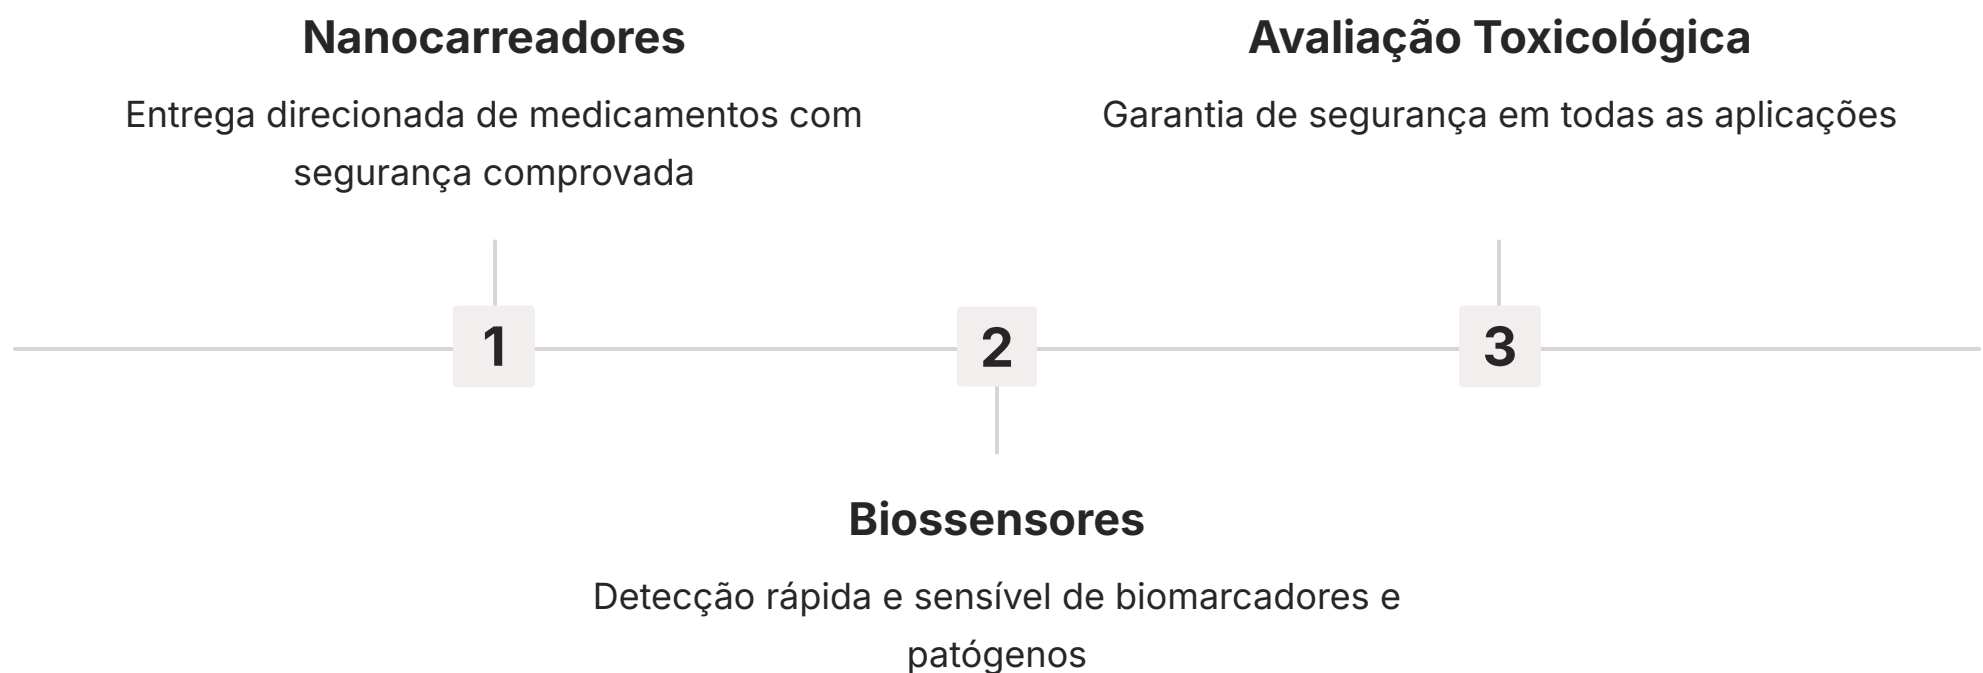 Nanocarreadores
Entrega direcionada de medicamentos com
segurança comprovada
Avaliação Toxicológica
Garantia de segurança em todas as aplicações
1
2
3
Biossensores
Detecção rápida e sensível de biomarcadores e
patógenos